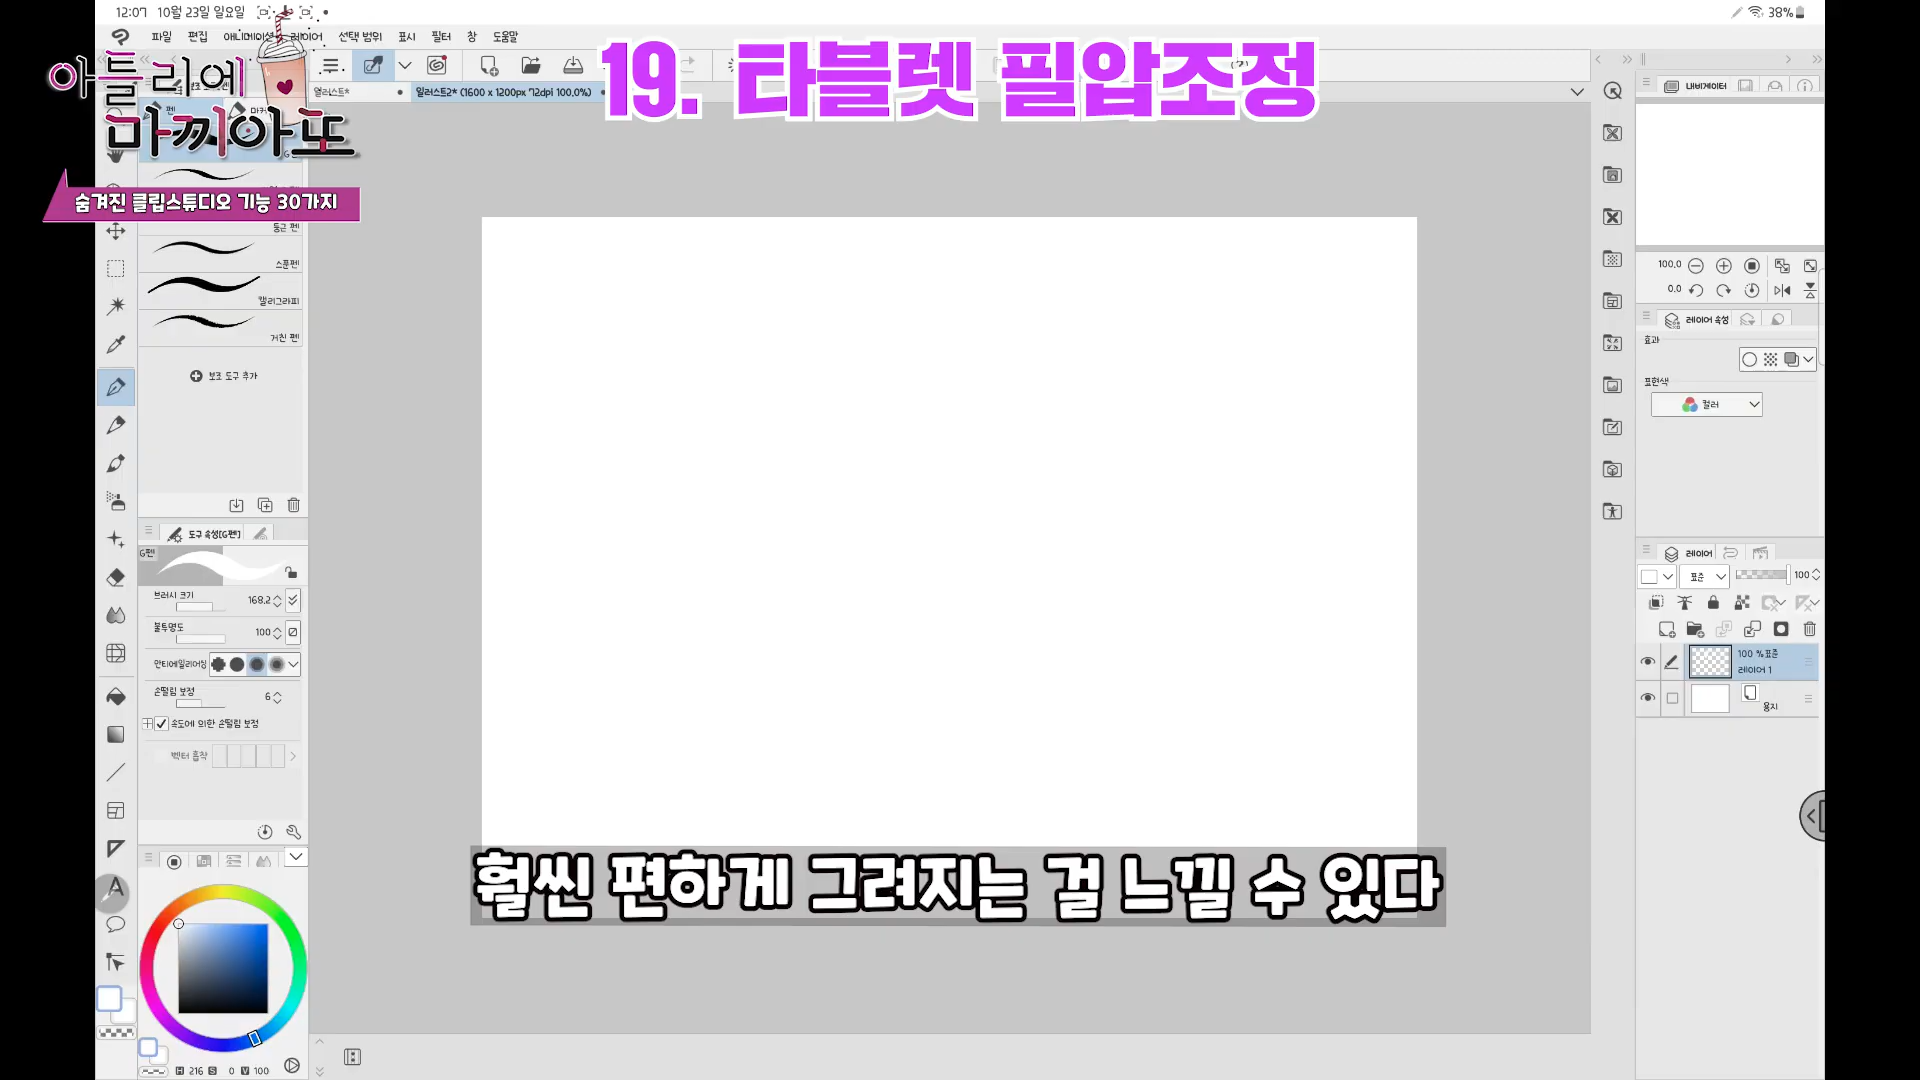 12:07 10월 23일 일요일
38%
파일 편집 애니메이션 레이어 선택 범위 표시 필터 창 도움말
19. 타블렛 필압조정
아틀리에
마끼아또
숨겨진 클립스튜디오 기능 30가지
일러스트2* (1600 x 1200px 72dpi 100.0%)
내비게이터
둥근 펜
스푼펜
캘리그라피
거친 펜
보조 도구 추가
100.0
0.0
레이어 속성
효과
표현색
컬러
도구 속성[G펜]
G펜
브러시 크기 168.2
불투명도 100
안티에일리어싱
손떨림 보정 6
속도에 의한 손떨림 보정
벡터 흡착
레이어
표준 100
100 %표준
레이어 1
용지
훨씬 편하게 그려지는 걸 느낄 수 있다
H 216 S 0 V 100